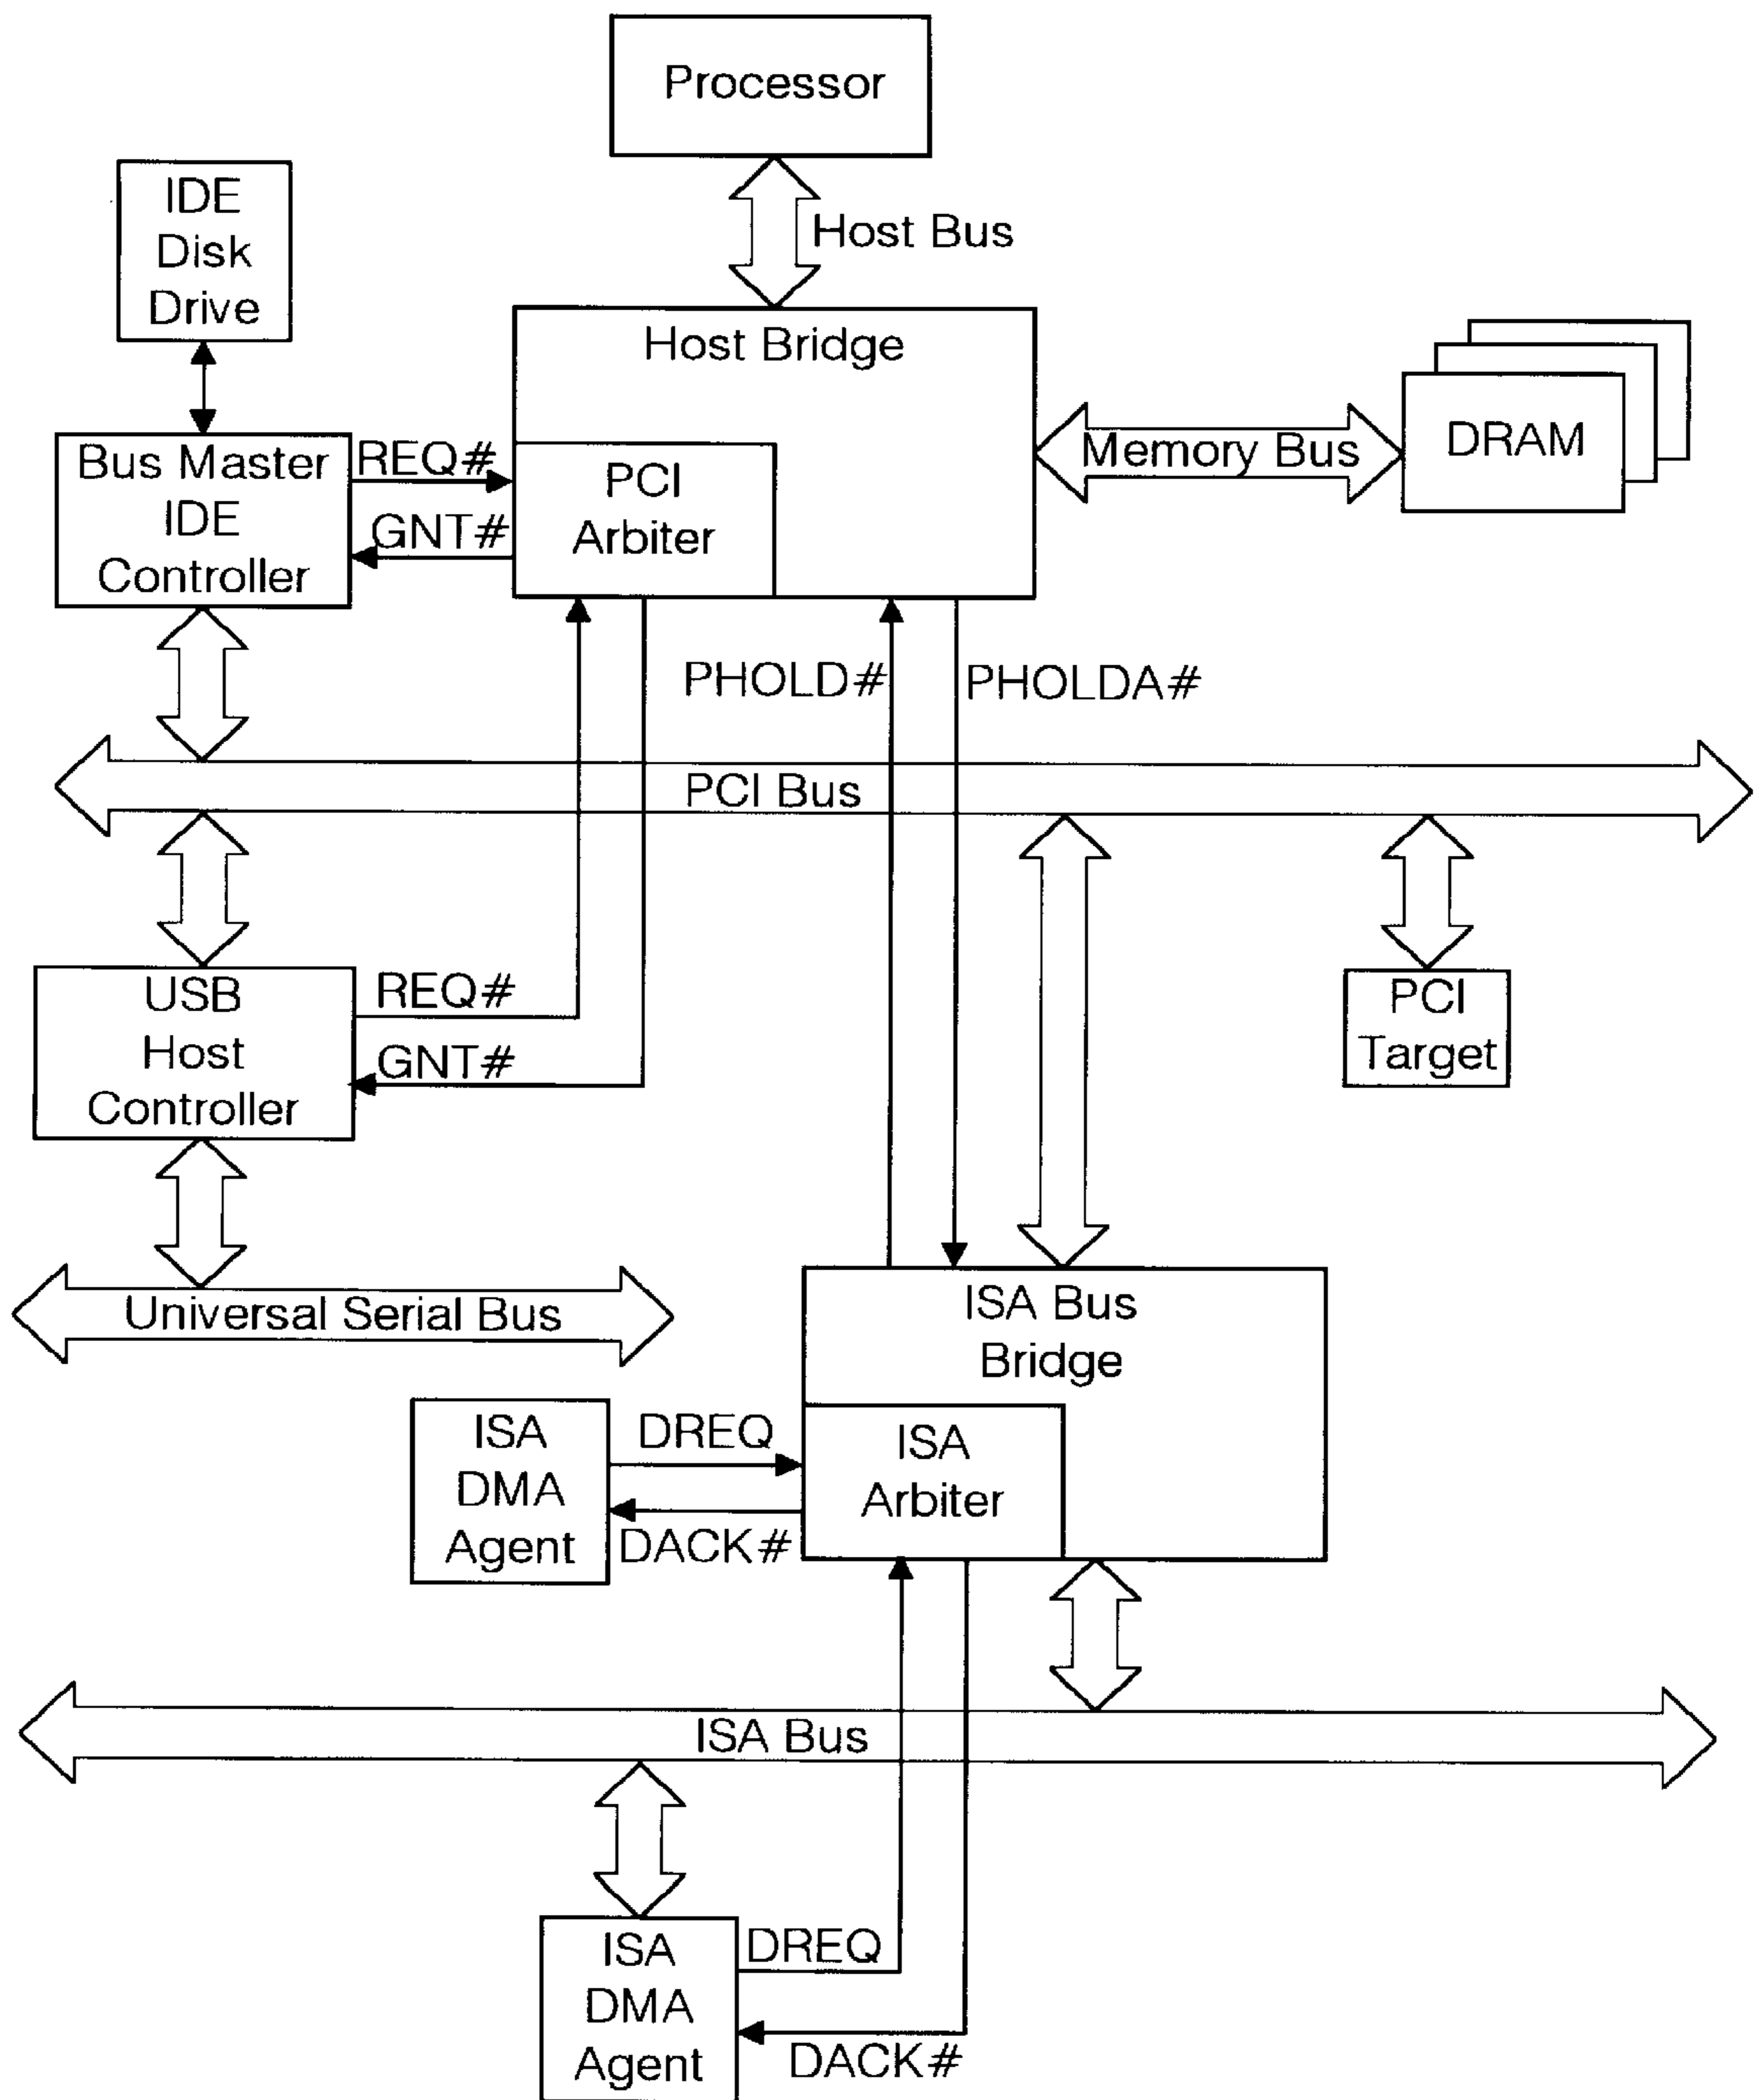 Processor
IDE
Disk
Drive
Host Bus
Host Bridge
Bus Master
IDE
Controller
REQ#
GNT#
PCI
Arbiter
Memory Bus
DRAM
PHOLD#
PHOLDA#
PCI Bus
USB
Host
Controller
REQ#
GNT#
PCI
Target
Universal Serial Bus
ISA Bus
Bridge
ISA
DMA
Agent
DREQ
DACK#
ISA
Arbiter
ISA Bus
ISA
DMA
Agent
DREQ
DACK#